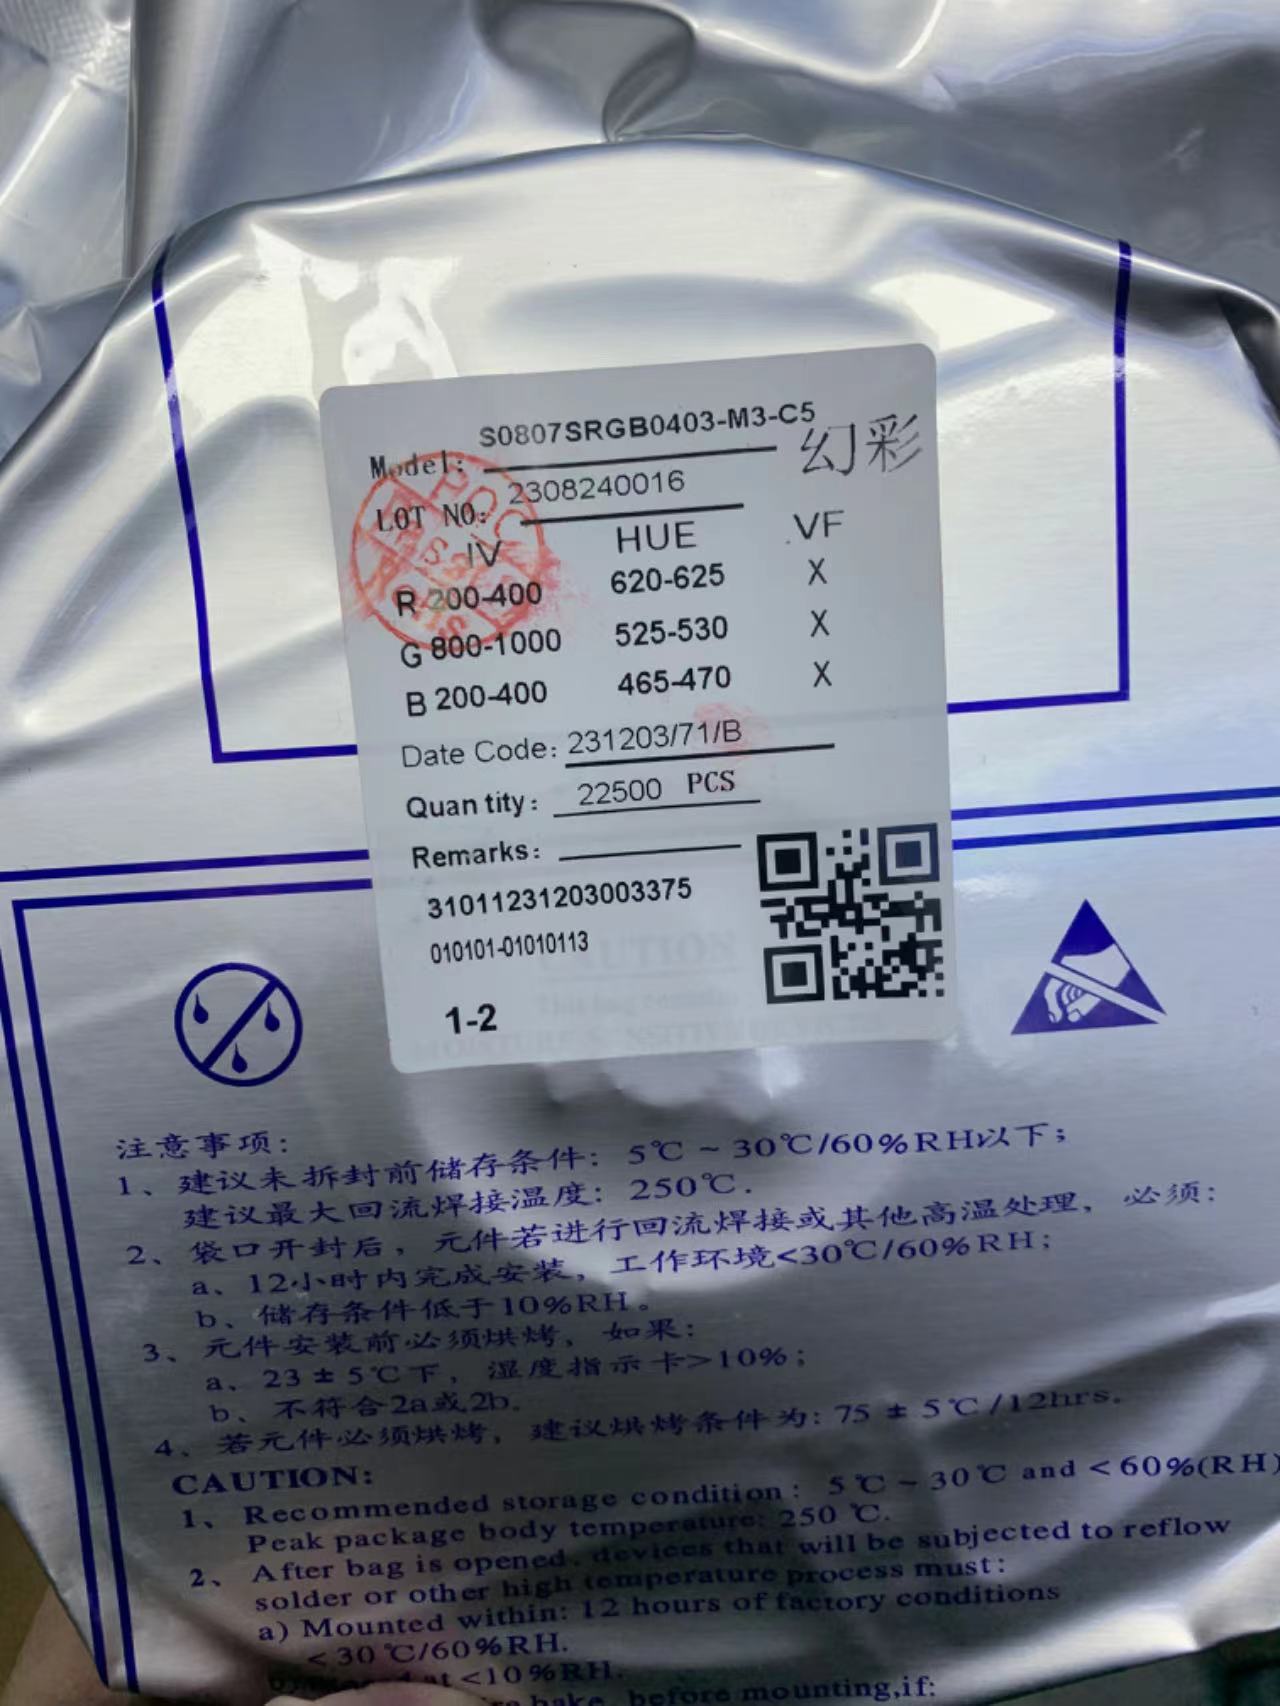 S0807SRGB0403-M3-C5
Model:
幻彩
LOT NO: 2308240016
IV HUE VF
R 200-400 620-625 X
G 800-1000 525-530 X
B 200-400 465-470 X
Date Code: 231203/71/B
Quantity: 22500 PCS
Remarks:
31011231203003375
010101-01010113
1-2
注意事项:
1、建议未拆封前储存条件: 5℃ ~ 30℃/60%RH以下;
建议最大回流焊接温度: 250℃.
2、袋口开封后, 元件若进行回流焊接或其他高温处理, 必须:
a、12小时内完成安装, 工作环境<30℃/60%RH;
b、储存条件低于10%RH。
3、元件安装前必须烘烤, 如果:
a、23±5℃下, 湿度指示卡>10%;
b、不符合2a或2b.
4、若元件必须烘烤, 建议烘烤条件为: 75±5℃/12hrs.
CAUTION:
1、Recommended storage condition: 5℃ ~ 30℃ and <60%(RH)
Peak package body temperature: 250 ℃.
2、After bag is opened, devices that will be subjected to reflow
solder or other high temperature process must:
a) Mounted within: 12 hours of factory conditions
<30℃/60%RH.
at <10%RH.
bake, before mounting,if: